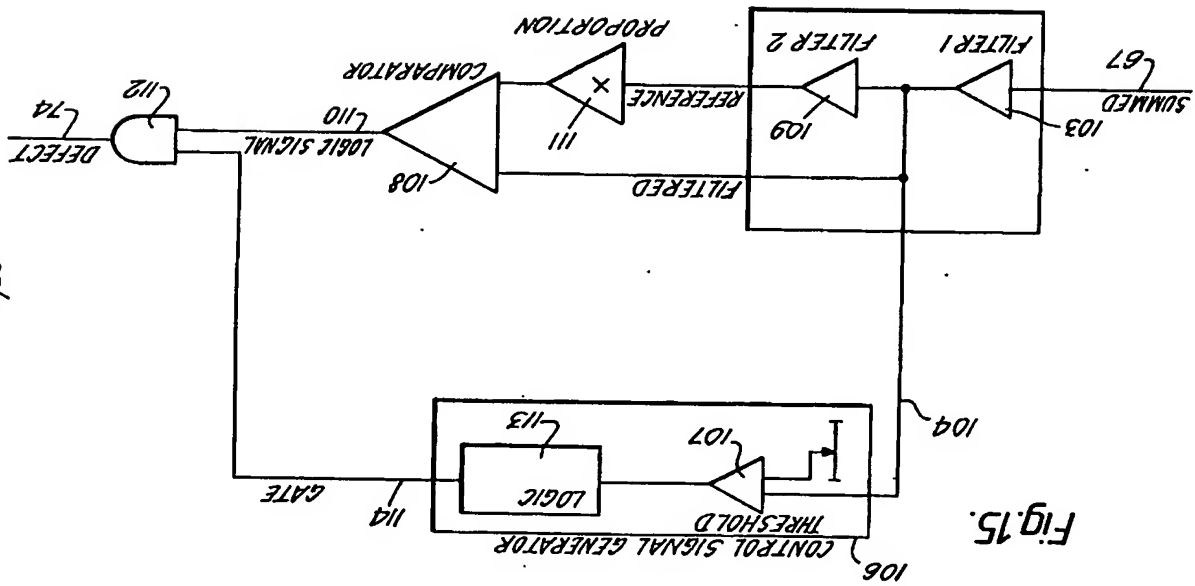 106
CONTROL SIGNAL GENERATOR
Fig.15.
THRESHOLD
LOGIC
114
GATE
104
107
113
FILTERED
108
SUMMED
67
103
109
REFERENCE
111
LOGIC SIGNAL
110
DEFECT
74
112
FILTER 1
FILTER 2
PROPORTION
COMPARATOR